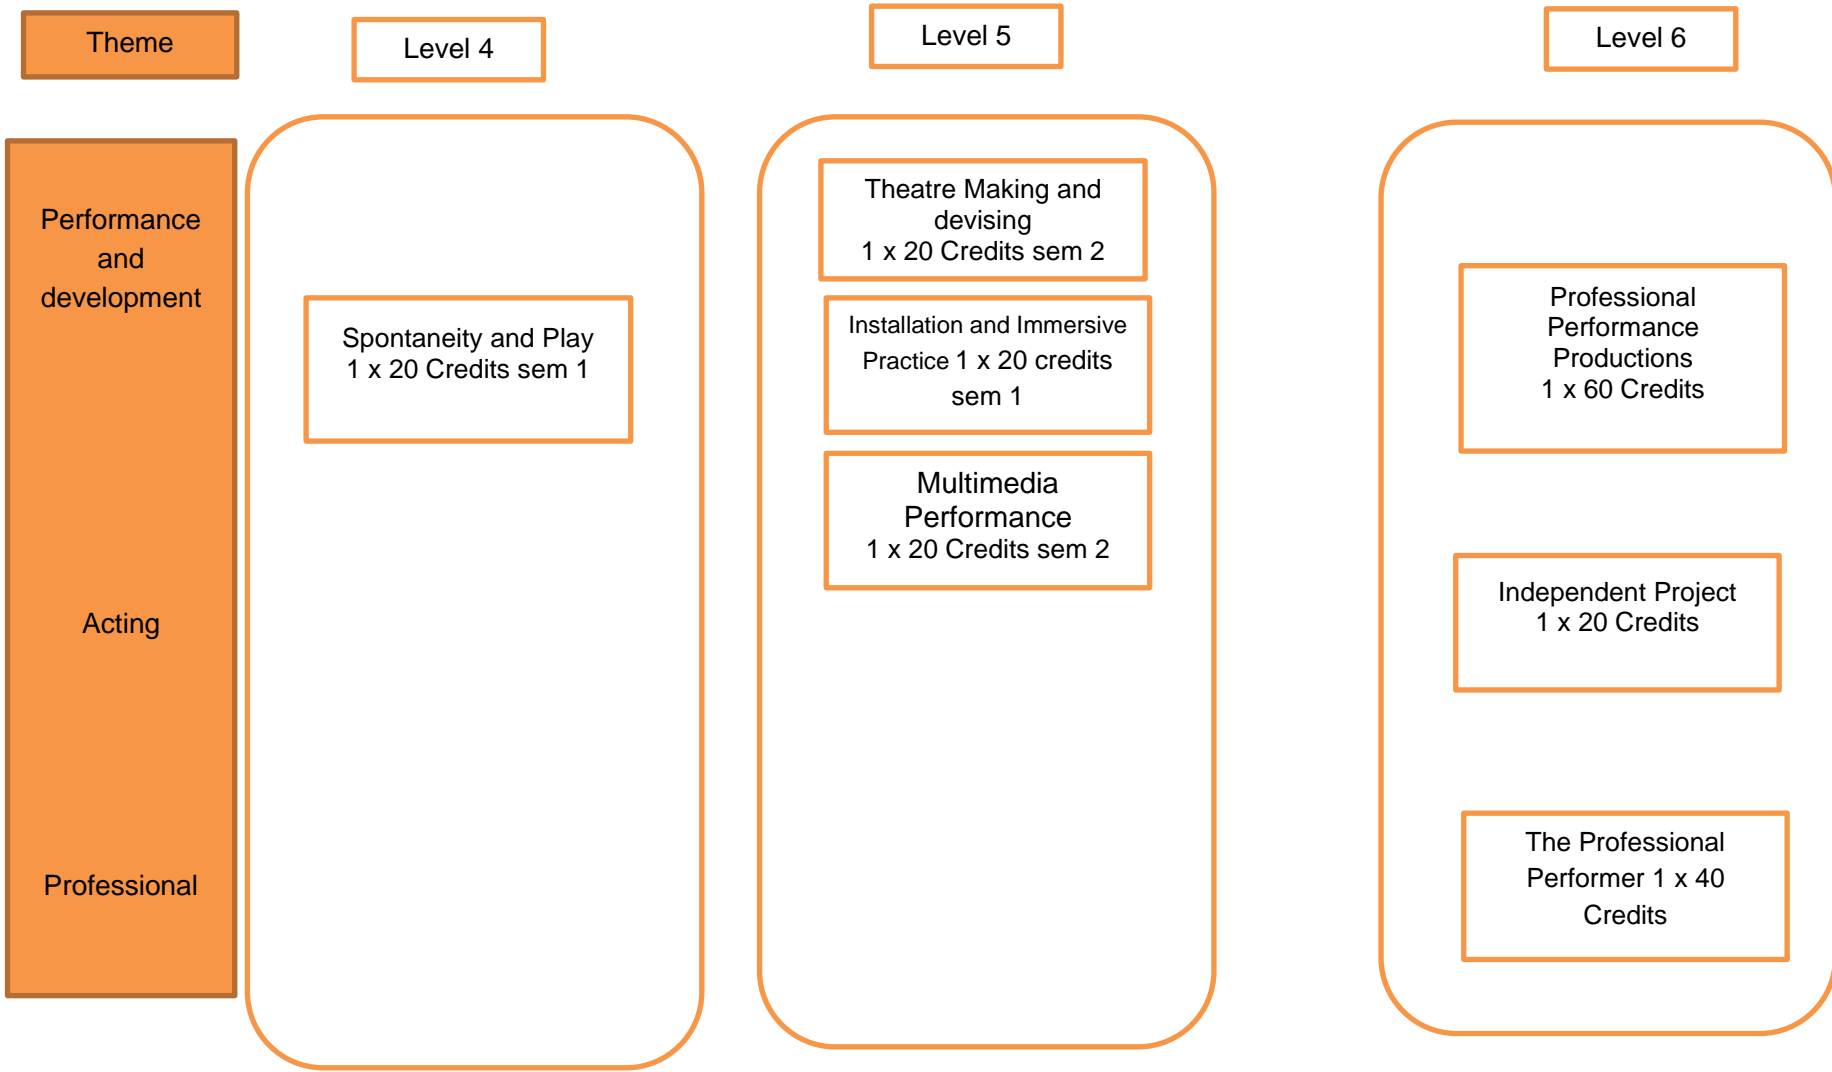 Theme
Level 4
Level 5
Level 6
Performance
and
development
Acting
Professional
Spontaneity and Play
1 x 20 Credits sem 1
Theatre Making and
devising
1 x 20 Credits sem 2
Installation and Immersive
Practice 1 x 20 credits
sem 1
Multimedia
Performance
1 x 20 Credits sem 2
Professional
Performance
Productions
1 x 60 Credits
Independent Project
1 x 20 Credits
The Professional
Performer 1 x 40
Credits